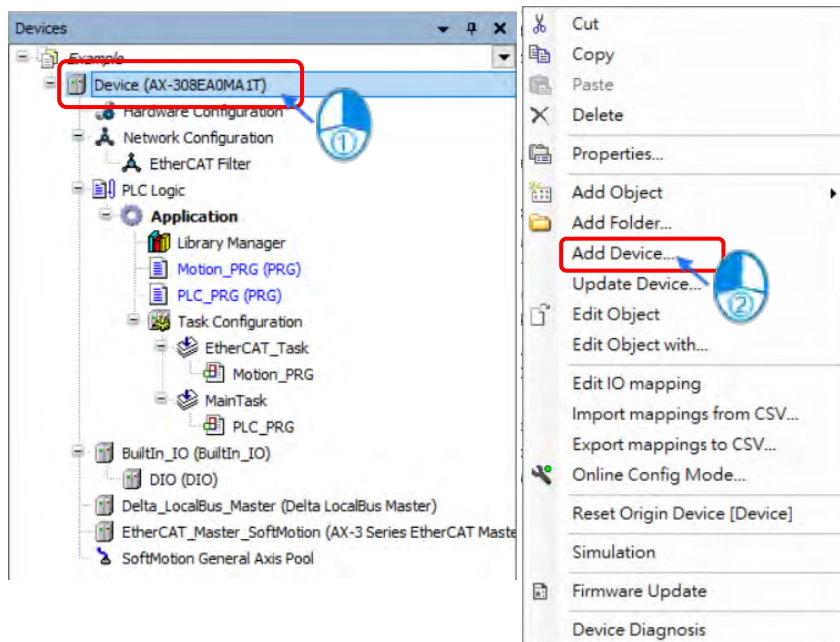 Devices
Example
Device (AX-308EA0MA1T)
Hardware Configuration
①
Network Configuration
EtherCAT Filter
PLC Logic
Application
Library Manager
Motion_PRG (PRG)
PLC_PRG (PRG)
Task Configuration
EtherCAT_Task
Motion_PRG
MainTask
PLC_PRG
BuiltIn_IO (BuiltIn_IO)
DIO (DIO)
Delta_LocalBus_Master (Delta LocalBus Master)
EtherCAT_Master_SoftMotion (AX-3 Series EtherCAT Maste
SoftMotion General Axis Pool
Cut
Copy
Paste
Delete
Properties...
Add Object
Add Folder...
Add Device...
Update Device...
②
Edit Object
Edit Object with...
Edit IO mapping
Import mappings from CSV...
Export mappings to CSV...
Online Config Mode...
Reset Origin Device [Device]
Simulation
Firmware Update
Device Diagnosis